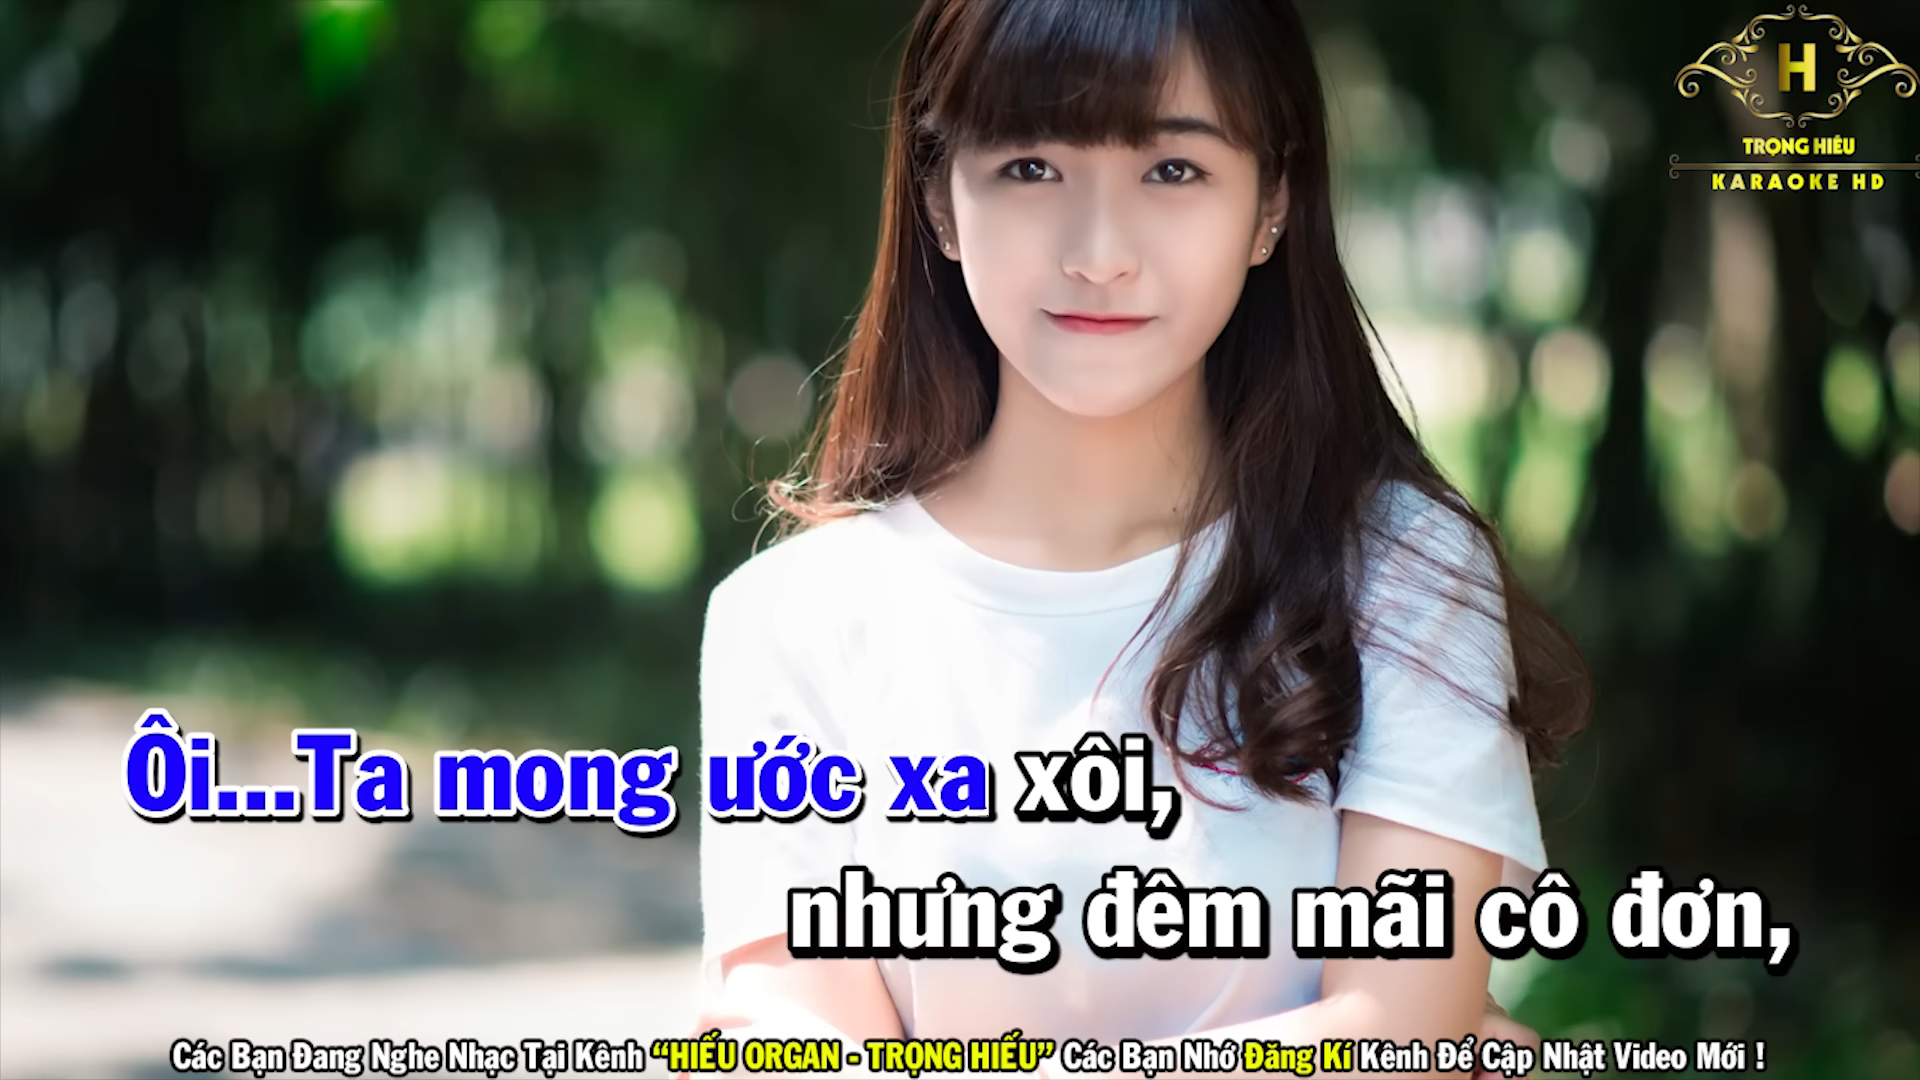 H
TRỌNG HIẾU
KARAOKE HD
Ôi...Ta mong ước xa xôi,
nhưng đêm mãi cô đơn,
Các Bạn Đang Nghe Nhạc Tại Kênh “HIẾU ORGAN - TRỌNG HIẾU” Các Bạn Nhớ Đăng Kí Kênh Để Cập Nhật Video Mới !